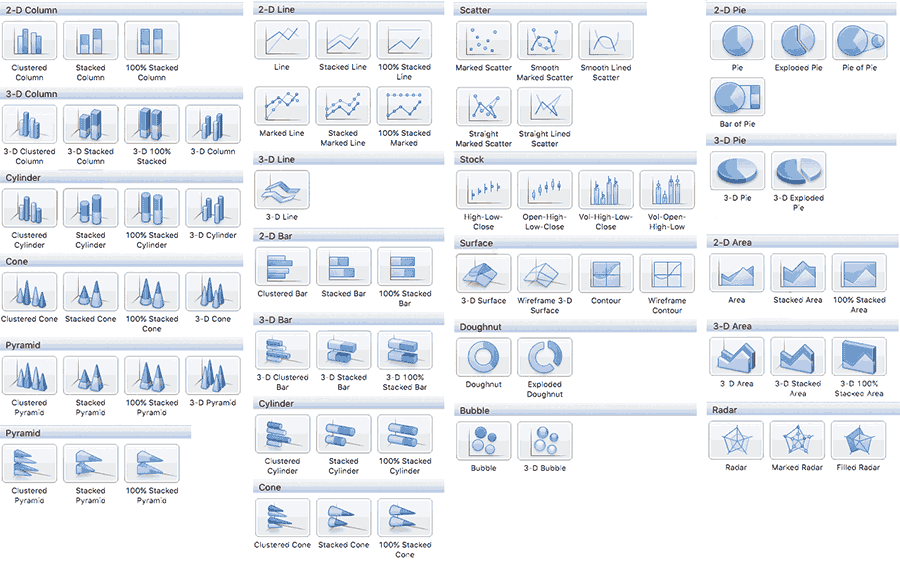 2-D Column
Clustered Column
Stacked Column
100% Stacked Column
3-D Column
3-D Clustered Column
3-D Stacked Column
3-D 100% Stacked
3-D Column
Cylinder
Clustered Cylinder
Stacked Cylinder
100% Stacked Cylinder
3-D Cylinder
Cone
Clustered Cone
Stacked Cone
100% Stacked Cone
3-D Cone
Pyramid
Clustered Pyramid
Stacked Pyramid
100% Stacked Pyramid
3-D Pyramid
Pyramid
Clustered Pyramid
Stacked Pyramid
100% Stacked Pyramid
2-D Line
Line
Stacked Line
100% Stacked Line
Marked Line
Stacked Marked Line
100% Stacked Marked
3-D Line
3-D Line
2-D Bar
Clustered Bar
Stacked Bar
100% Stacked Bar
3-D Bar
3-D Clustered Bar
3-D Stacked Bar
3-D 100% Stacked Bar
Cylinder
Clustered Cylinder
Stacked Cylinder
100% Stacked Cylinder
Cone
Clustered Cone
Stacked Cone
100% Stacked Cone
Scatter
Marked Scatter
Smooth Marked Scatter
Smooth Lined Scatter
Straight Marked Scatter
Straight Lined Scatter
Stock
High-Low-Close
Open-High-Low-Close
Vol-High-Low-Close
Vol-Open-High-Low
Surface
3-D Surface
Wireframe 3-D Surface
Contour
Wireframe Contour
Doughnut
Doughnut
Exploded Doughnut
Bubble
Bubble
3-D Bubble
2-D Pie
Pie
Exploded Pie
Pie of Pie
Bar of Pie
3-D Pie
3-D Pie
3-D Exploded Pie
2-D Area
Area
Stacked Area
100% Stacked Area
3-D Area
3-D Area
3-D Stacked Area
3-D 100% Stacked Area
Radar
Radar
Marked Radar
Filled Radar